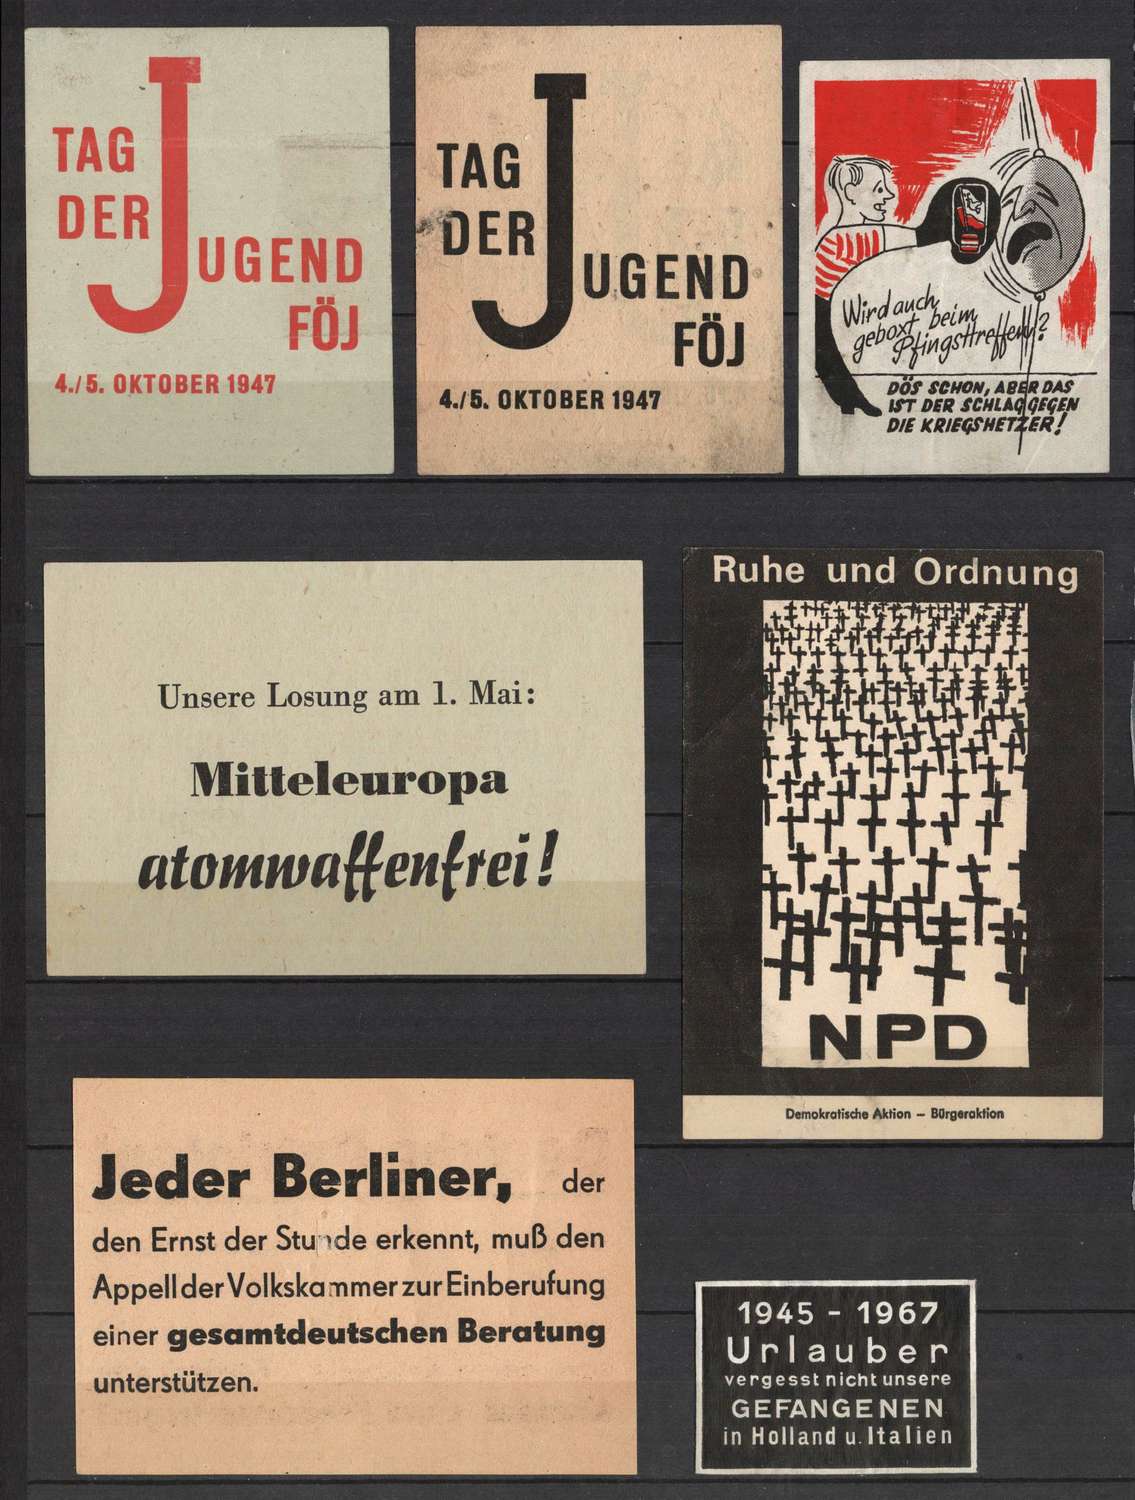 TAG
DER
JUGEND
FÖJ
4./5. OKTOBER 1947
TAG
DER
JUGEND
FÖJ
4./5. OKTOBER 1947
Wird auch
geboxt beim
Pfingsttreffen?
DÖS SCHON, ABER DAS
IST DER SCHLAG GEGEN
DIE KRIEGSHETZER!
Unsere Losung am 1. Mai:
Mitteleuropa
atomwaffenfrei!
Ruhe und Ordnung
NPD
Demokratische Aktion – Bürgeraktion
Jeder Berliner, der
den Ernst der Stunde erkennt, muß den
Appell der Volkskammer zur Einberufung
einer gesamtdeutschen Beratung
unterstützen.
1945 - 1967
Urlauber
vergesst nicht unsere
GEFANGENEN
in Holland u. Italien